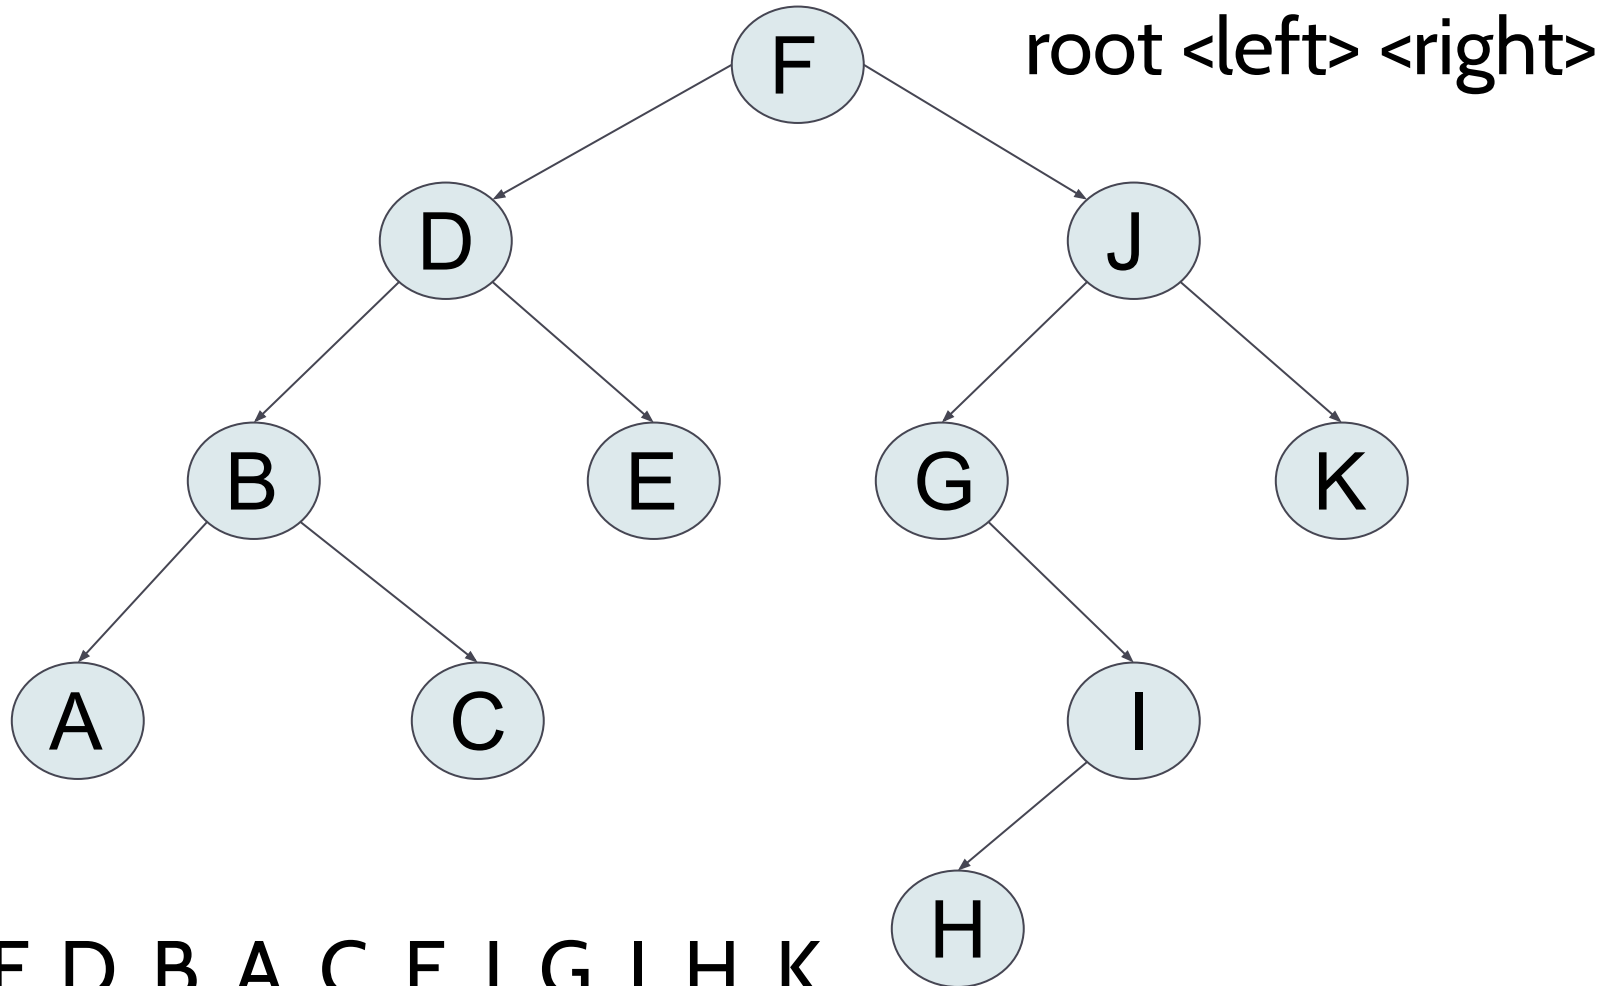 F
root <left> <right>
D
J
B
E
G
K
A
C
I
H
F D B A C E J G I H K